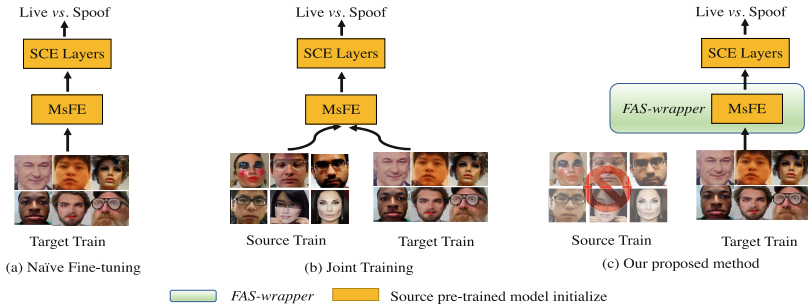 Live vs. Spoof
SCE Layers
MsFE
Target Train
(a) Naïve Fine-tuning
Live vs. Spoof
SCE Layers
MsFE
Source Train
Target Train
(b) Joint Training
Live vs. Spoof
SCE Layers
FAS-wrapper
MsFE
Source Train
Target Train
(c) Our proposed method
FAS-wrapper
Source pre-trained model initialize